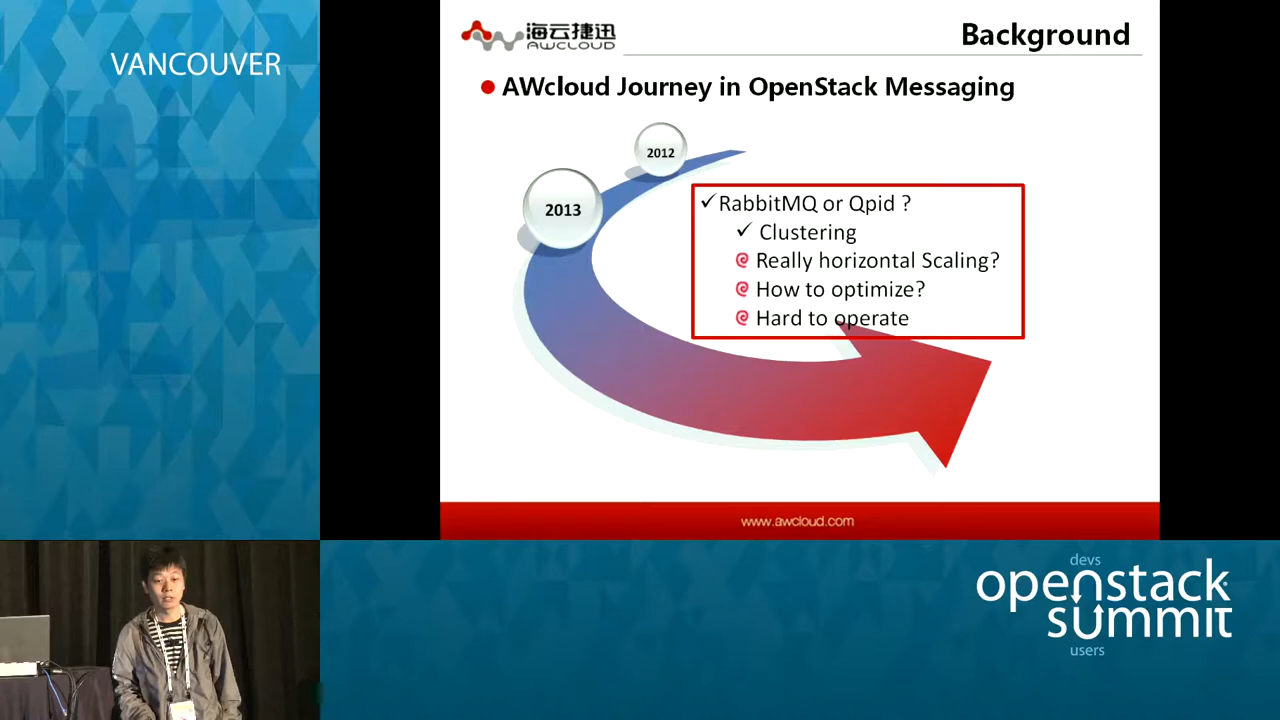 VANCOUVER
海云捷迅
AWCLOUD
Background
AWcloud Journey in OpenStack Messaging
2012
2013
RabbitMQ or Qpid ?
Clustering
Really horizontal Scaling?
How to optimize?
Hard to operate
www.awcloud.com
devs
openstack
summit
users